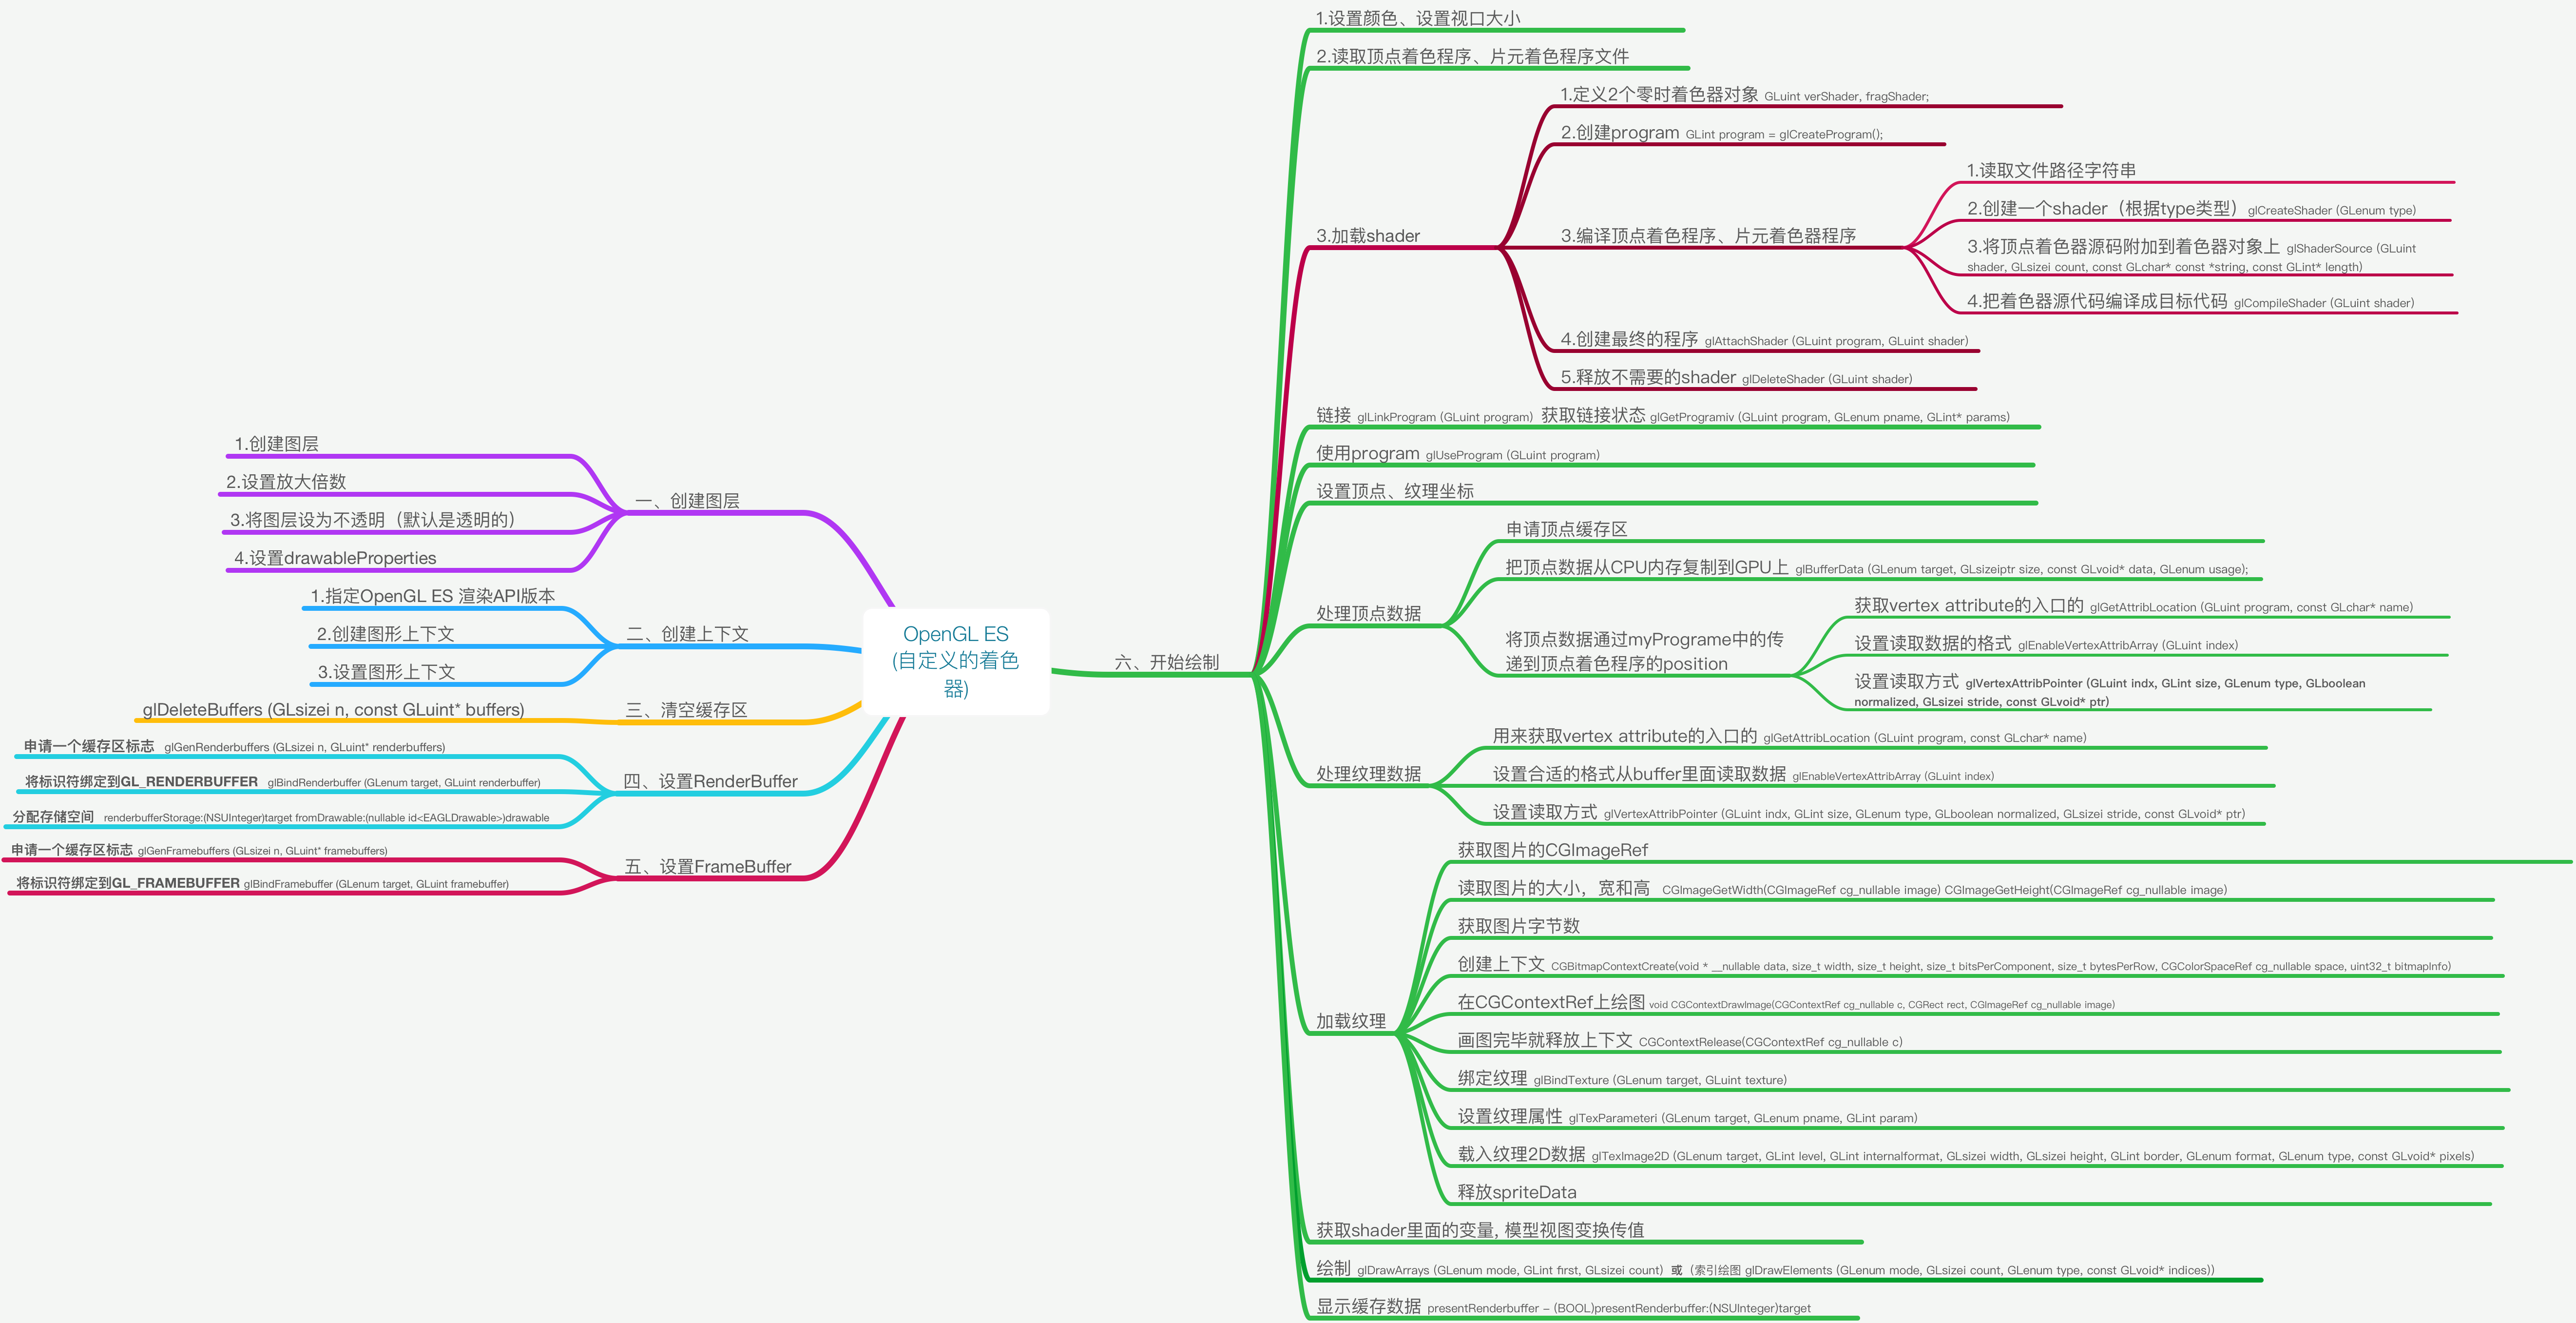 OpenGL ES
(自定义的着色
器)
一、创建图层
1.创建图层
2.设置放大倍数
3.将图层设为不透明（默认是透明的）
4.设置drawableProperties
二、创建上下文
1.指定OpenGL ES 渲染API版本
2.创建图形上下文
3.设置图形上下文
三、清空缓存区
glDeleteBuffers (GLsizei n, const GLuint* buffers)
四、设置RenderBuffer
申请一个缓存区标志 glGenRenderbuffers (GLsizei n, GLuint* renderbuffers)
将标识符绑定到GL_RENDERBUFFER glBindRenderbuffer (GLenum target, GLuint renderbuffer)
分配存储空间 renderbufferStorage:(NSUInteger)target fromDrawable:(nullable id<EAGLDrawable>)drawable
五、设置FrameBuffer
申请一个缓存区标志 glGenFramebuffers (GLsizei n, GLuint* framebuffers)
将标识符绑定到GL_FRAMEBUFFER glBindFramebuffer (GLenum target, GLuint framebuffer)
六、开始绘制
1.设置颜色、设置视口大小
2.读取顶点着色程序、片元着色程序文件
3.加载shader
1.定义2个零时着色器对象 GLuint verShader, fragShader;
2.创建program GLint program = glCreateProgram();
3.编译顶点着色程序、片元着色器程序
1.读取文件路径字符串
2.创建一个shader（根据type类型） glCreateShader (GLenum type)
3.将顶点着色器源码附加到着色器对象上 glShaderSource (GLuint
shader, GLsizei count, const GLchar* const *string, const GLint* length)
4.把着色器源代码编译成目标代码 glCompileShader (GLuint shader)
4.创建最终的程序 glAttachShader (GLuint program, GLuint shader)
5.释放不需要的shader glDeleteShader (GLuint shader)
链接 glLinkProgram (GLuint program) 获取链接状态 glGetProgramiv (GLuint program, GLenum pname, GLint* params)
使用program glUseProgram (GLuint program)
设置顶点、纹理坐标
处理顶点数据
申请顶点缓存区
把顶点数据从CPU内存复制到GPU上 glBufferData (GLenum target, GLsizeiptr size, const GLvoid* data, GLenum usage);
将顶点数据通过myPrograme中的传
递到顶点着色程序的position
获取vertex attribute的入口的 glGetAttribLocation (GLuint program, const GLchar* name)
设置读取数据的格式 glEnableVertexAttribArray (GLuint index)
设置读取方式 glVertexAttribPointer (GLuint indx, GLint size, GLenum type, GLboolean
normalized, GLsizei stride, const GLvoid* ptr)
处理纹理数据
用来获取vertex attribute的入口的 glGetAttribLocation (GLuint program, const GLchar* name)
设置合适的格式从buffer里面读取数据 glEnableVertexAttribArray (GLuint index)
设置读取方式 glVertexAttribPointer (GLuint indx, GLint size, GLenum type, GLboolean normalized, GLsizei stride, const GLvoid* ptr)
加载纹理
获取图片的CGImageRef
读取图片的大小，宽和高 CGImageGetWidth(CGImageRef cg_nullable image) CGImageGetHeight(CGImageRef cg_nullable image)
获取图片字节数
创建上下文 CGBitmapContextCreate(void * __nullable data, size_t width, size_t height, size_t bitsPerComponent, size_t bytesPerRow, CGColorSpaceRef cg_nullable space, uint32_t bitmapInfo)
在CGContextRef上绘图 void CGContextDrawImage(CGContextRef cg_nullable c, CGRect rect, CGImageRef cg_nullable image)
画图完毕就释放上下文 CGContextRelease(CGContextRef cg_nullable c)
绑定纹理 glBindTexture (GLenum target, GLuint texture)
设置纹理属性 glTexParameteri (GLenum target, GLenum pname, GLint param)
载入纹理2D数据 glTexImage2D (GLenum target, GLint level, GLint internalformat, GLsizei width, GLsizei height, GLint border, GLenum format, GLenum type, const GLvoid* pixels)
释放spriteData
获取shader里面的变量, 模型视图变换传值
绘制 glDrawArrays (GLenum mode, GLint first, GLsizei count) 或（索引绘图 glDrawElements (GLenum mode, GLsizei count, GLenum type, const GLvoid* indices)）
显示缓存数据 presentRenderbuffer - (BOOL)presentRenderbuffer:(NSUInteger)target